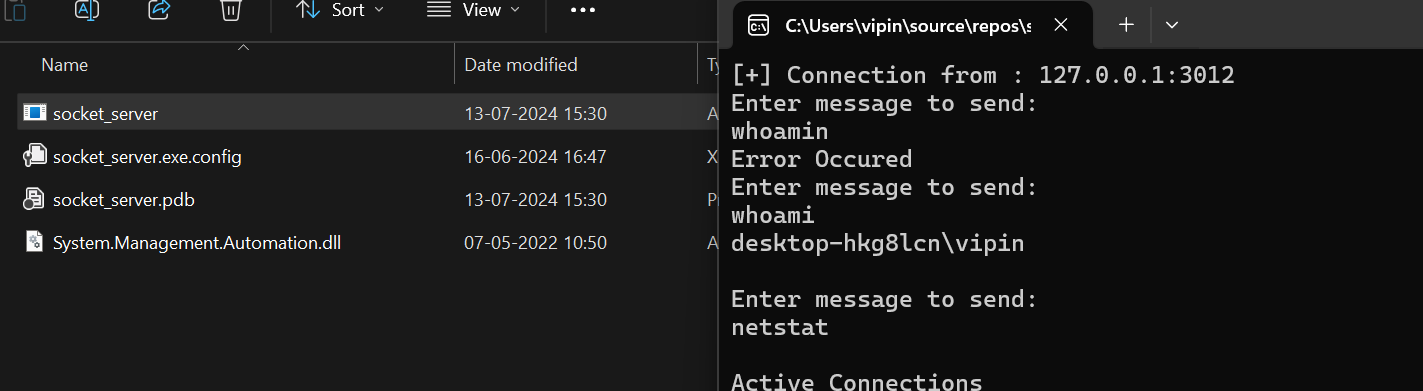 Sort
View
Name
Date modified
socket_server
13-07-2024 15:30
A
socket_server.exe.config
16-06-2024 16:47
X
socket_server.pdb
13-07-2024 15:30
System.Management.Automation.dll
07-05-2022 10:50
A
C:\Users\vipin\source\repos\s
[+] Connection from : 127.0.0.1:3012
Enter message to send:
whoamin
Error Occured
Enter message to send:
whoami
desktop-hkg8lcn\vipin
Enter message to send:
netstat
Active Connections